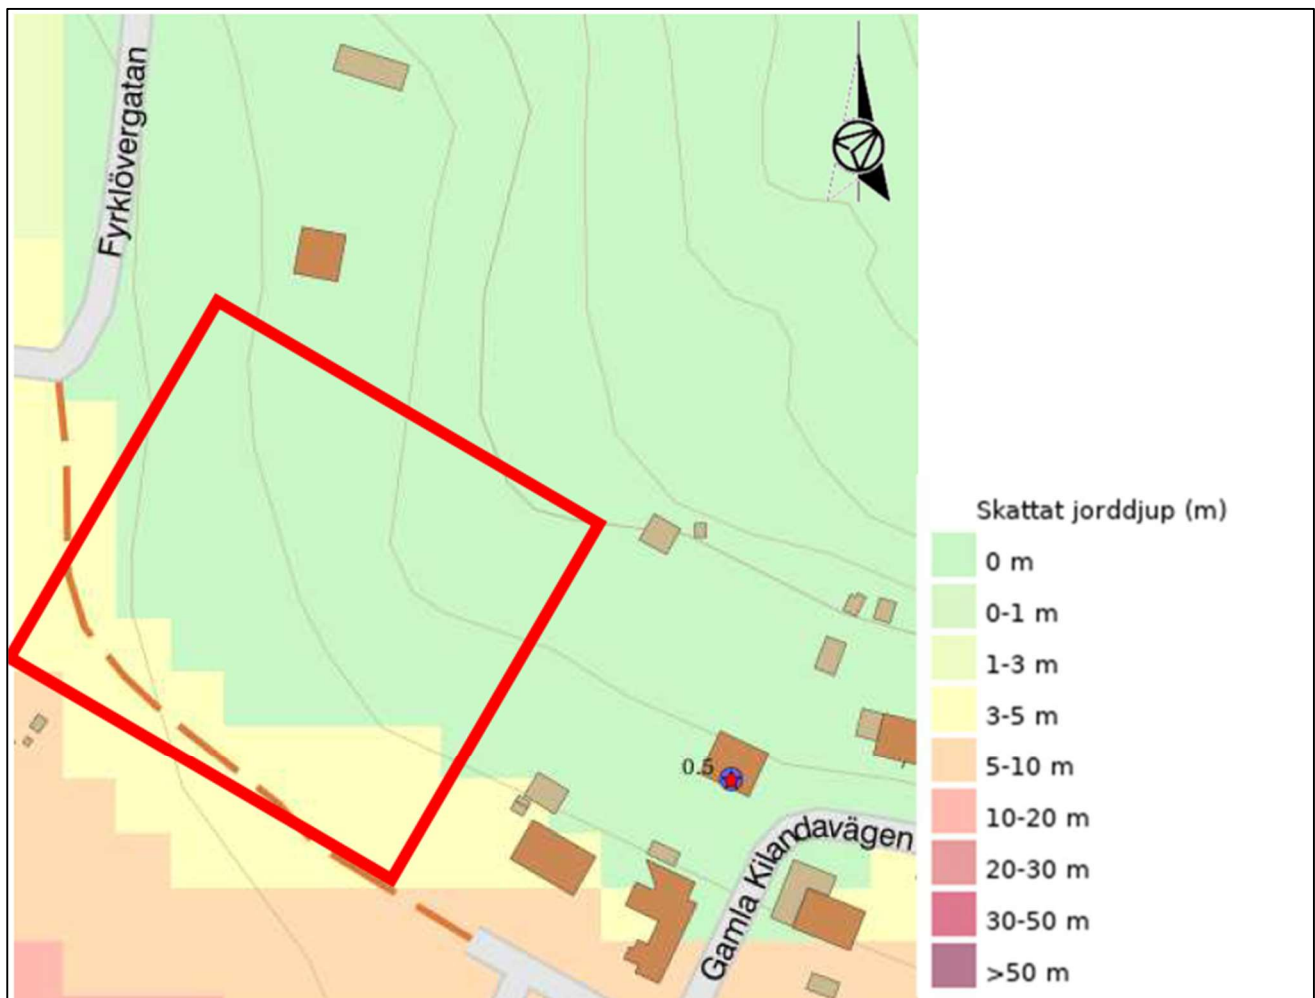 Fyrklövergatan
0.5
Gamla Kilandavägen
Skattat jorddjup (m)
0 m
0-1 m
1-3 m
3-5 m
5-10 m
10-20 m
20-30 m
30-50 m
>50 m